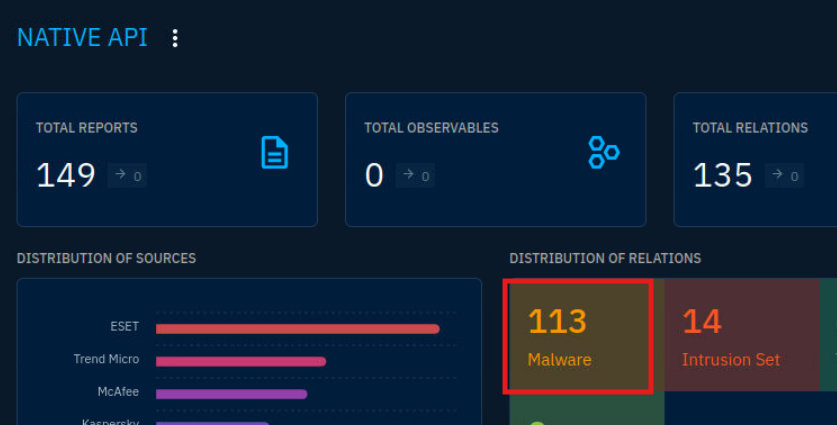 NATIVE API
TOTAL REPORTS
149 → 0
TOTAL OBSERVABLES
0 → 0
TOTAL RELATIONS
135 → 0
DISTRIBUTION OF SOURCES
ESET
Trend Micro
McAfee
Kaspersky
DISTRIBUTION OF RELATIONS
113
Malware
14
Intrusion Set